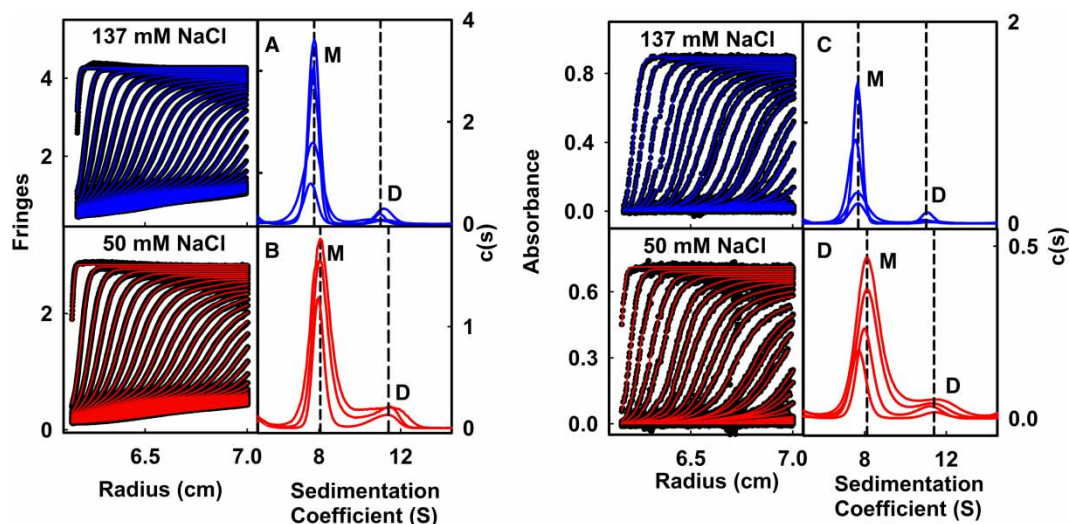 137 mM NaCl
A
M
D
4
2
0
4
2
Fringes
50 mM NaCl
B
M
D
1
0
c(s)
2
0
6.5
7.0
8
12
Radius (cm)
Sedimentation
Coefficient (S)
137 mM NaCl
C
M
D
2
0
0.8
0.4
0.0
Absorbance
50 mM NaCl
D
M
D
0.5
0.0
c(s)
0.6
0.3
0.0
6.5
7.0
8
12
Radius (cm)
Sedimentation
Coefficient (S)